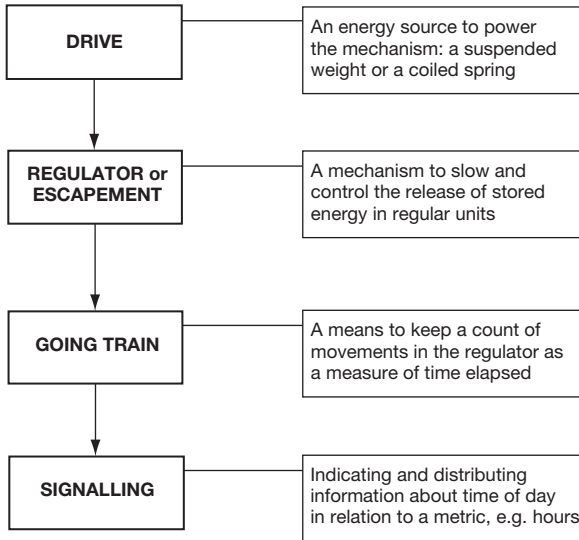 DRIVE
An energy source to power
the mechanism: a suspended
weight or a coiled spring
REGULATOR or
ESCAPEMENT
A mechanism to slow and
control the release of stored
energy in regular units
GOING TRAIN
A means to keep a count of
movements in the regulator as
a measure of time elapsed
SIGNALLING
Indicating and distributing
information about time of day
in relation to a metric, e.g. hours